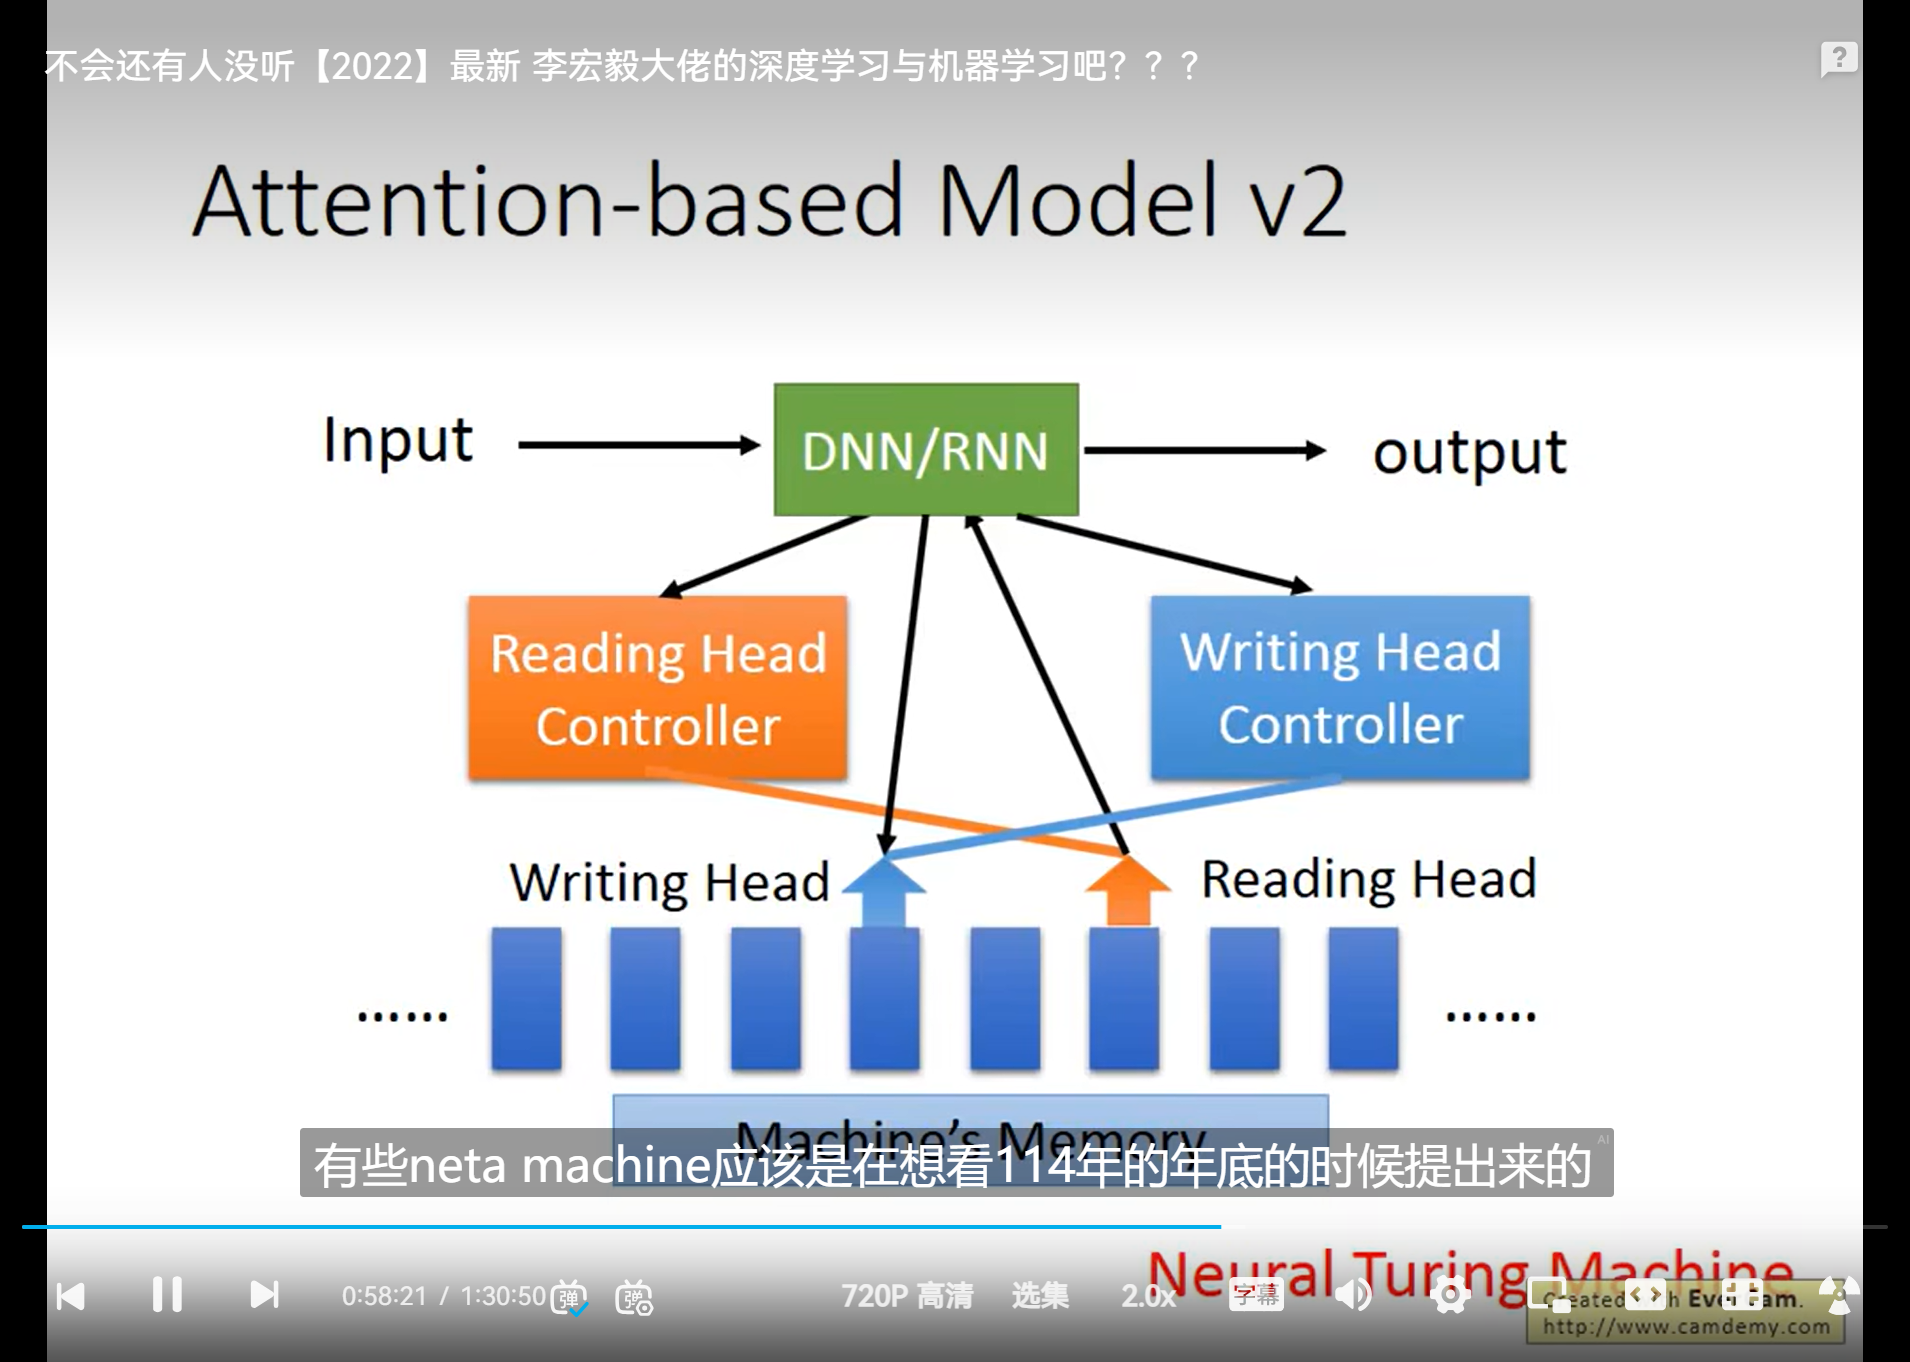 不会还有人没听【2022】最新 李宏毅大佬的深度学习与机器学习吧？？？
Attention-based Model v2
Input
DNN/RNN
output
Reading Head
Controller
Writing Head
Controller
Writing Head
Reading Head
……
……
Machine's Memory
有些neta machine应该是在想看114年的年底的时候提出来的
AI
Neural Turing Machine
0:58:21 / 1:30:50
弹
弹
720P 高清
选集
2.0x
字幕
Created with EverCam.
http://www.camdemy.com